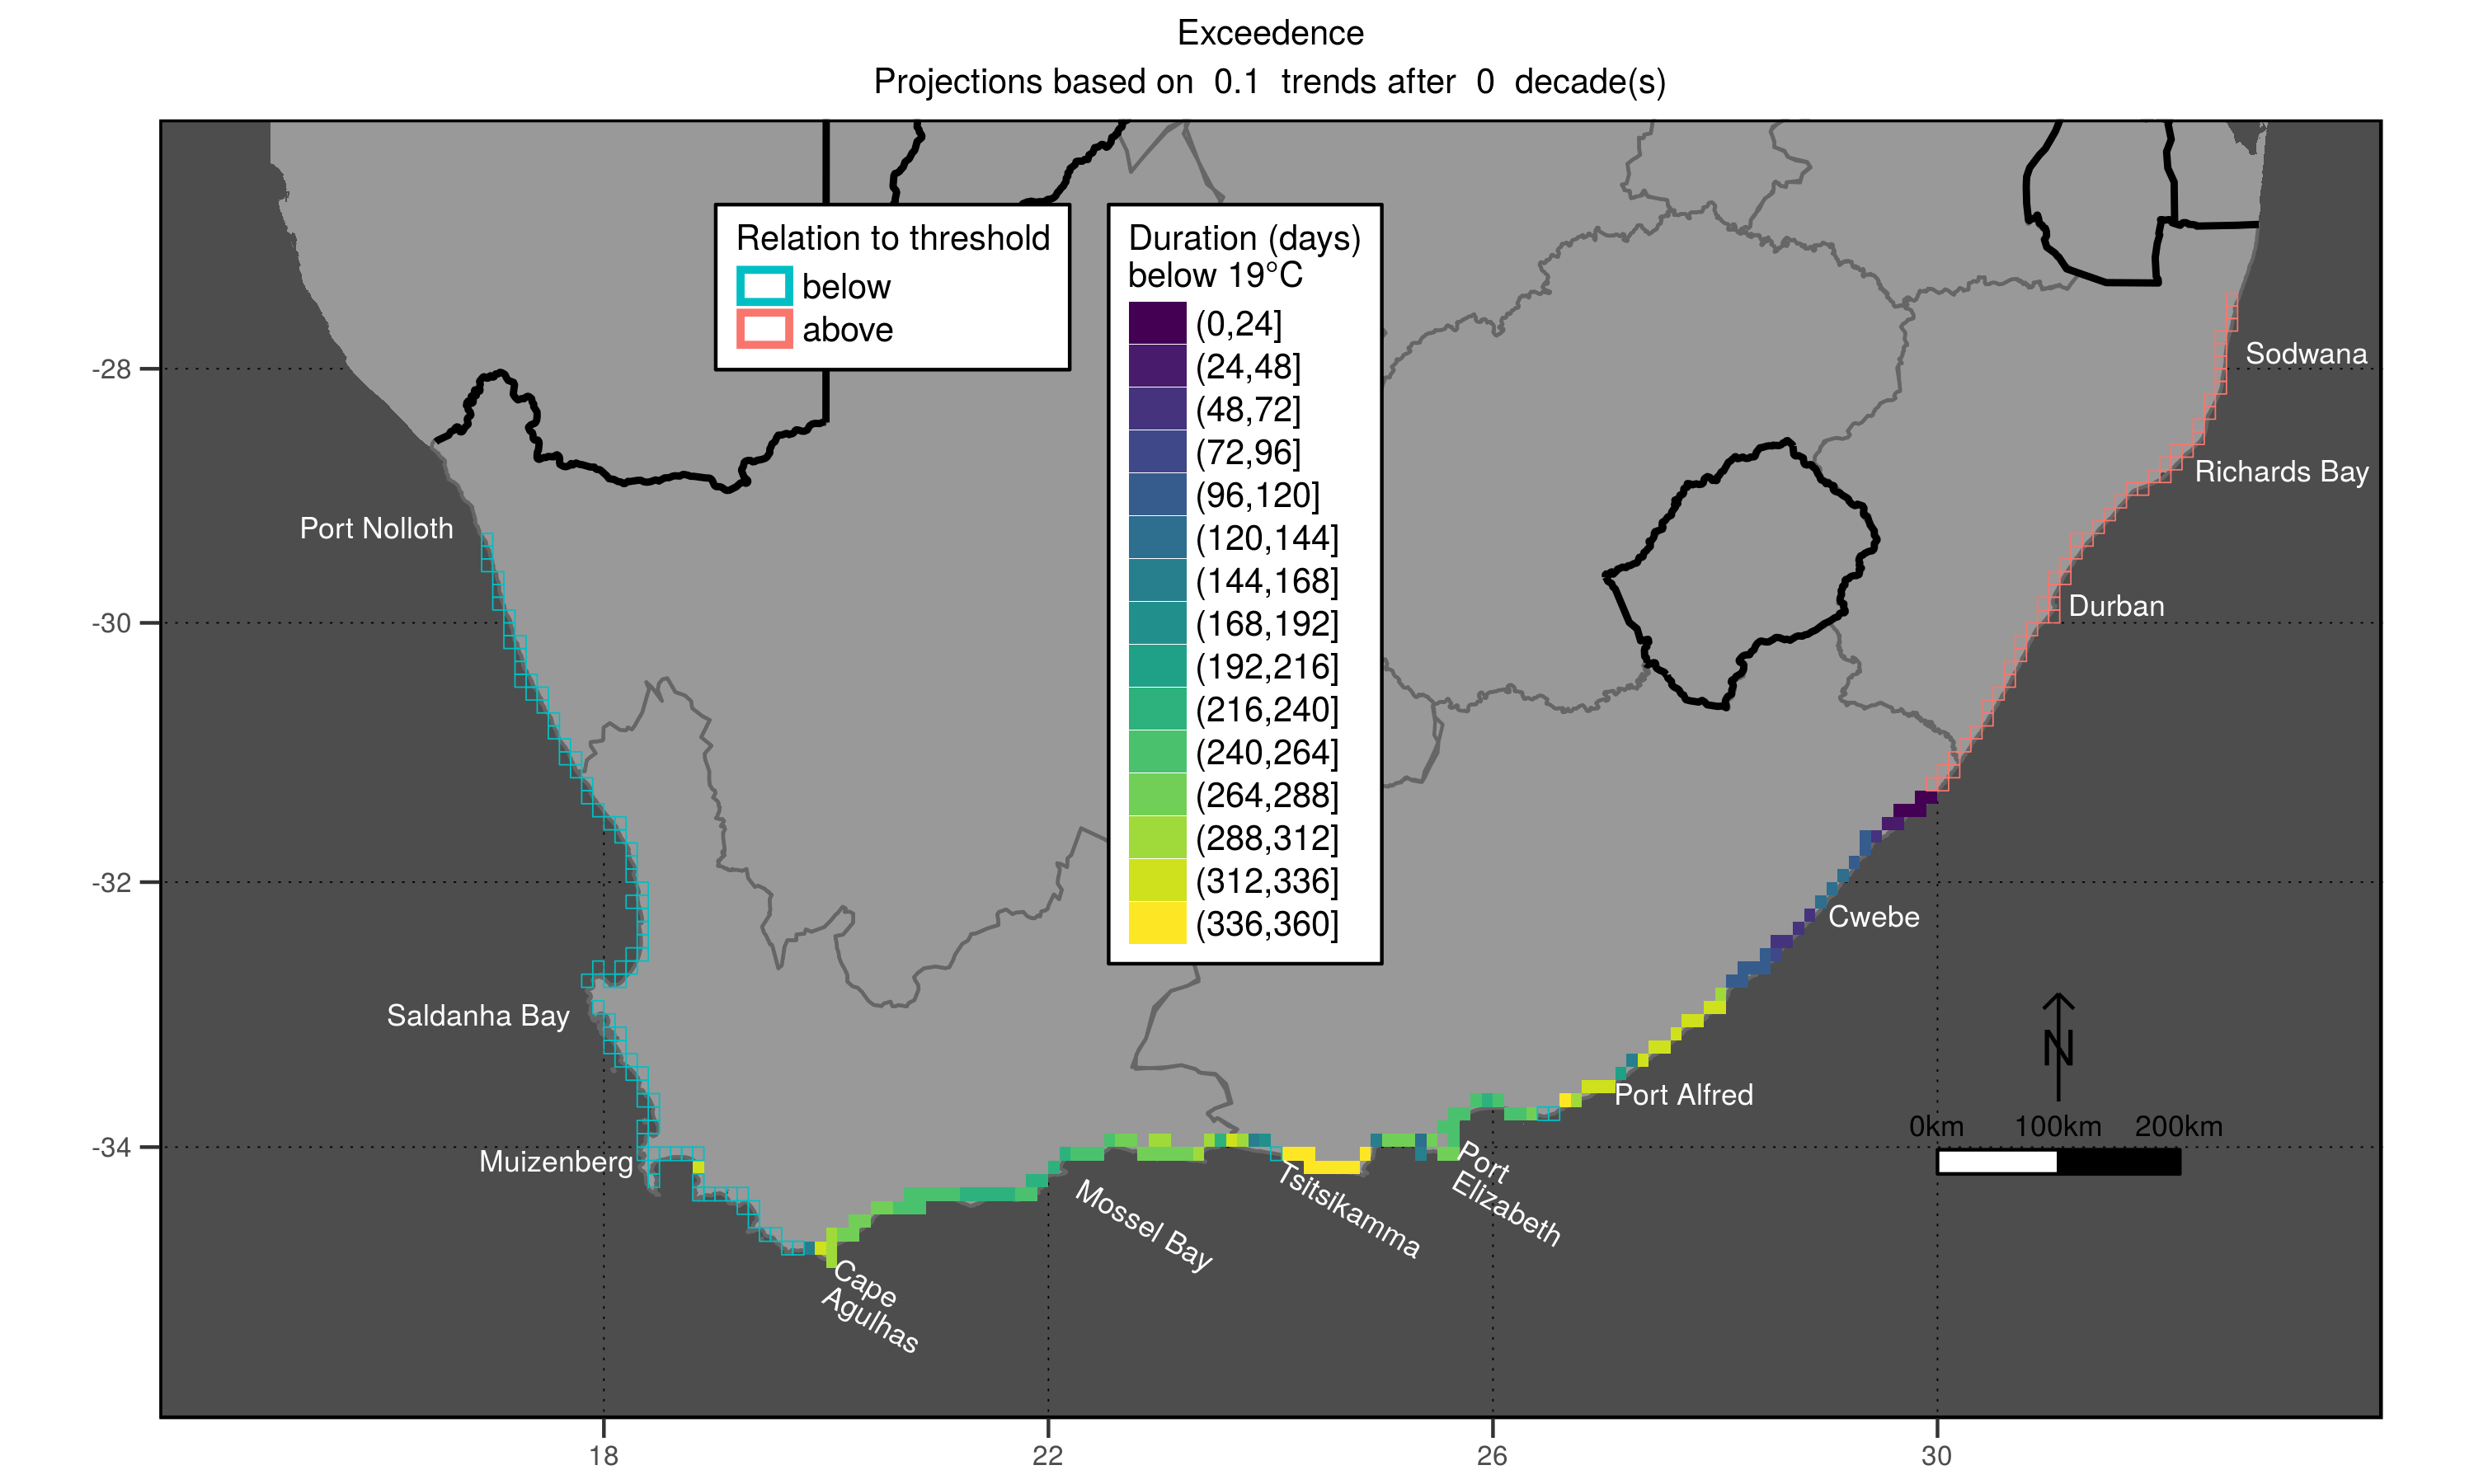 Exceedence
Projections based on 0.1 trends after 0 decade(s)
Relation to threshold
below
above
Duration (days)
below 19°C
(0,24]
(24,48]
(48,72]
(72,96]
(96,120]
(120,144]
(144,168]
(168,192]
(192,216]
(216,240]
(240,264]
(264,288]
(288,312]
(312,336]
(336,360]
-28
-30
-32
-34
Sodwana
Richards Bay
Port Nolloth
Durban
Cwebe
Saldanha Bay
N
Port Alfred
0km 100km 200km
Muizenberg
Port
Elizabeth
Tsitsikamma
Mossel Bay
Cape
Agulhas
18 22 26 30